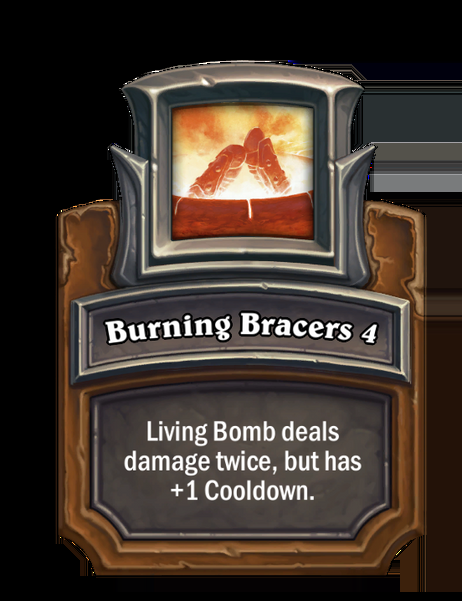 Burning Bracers 4
Living Bomb deals
damage twice, but has
+1 Cooldown.